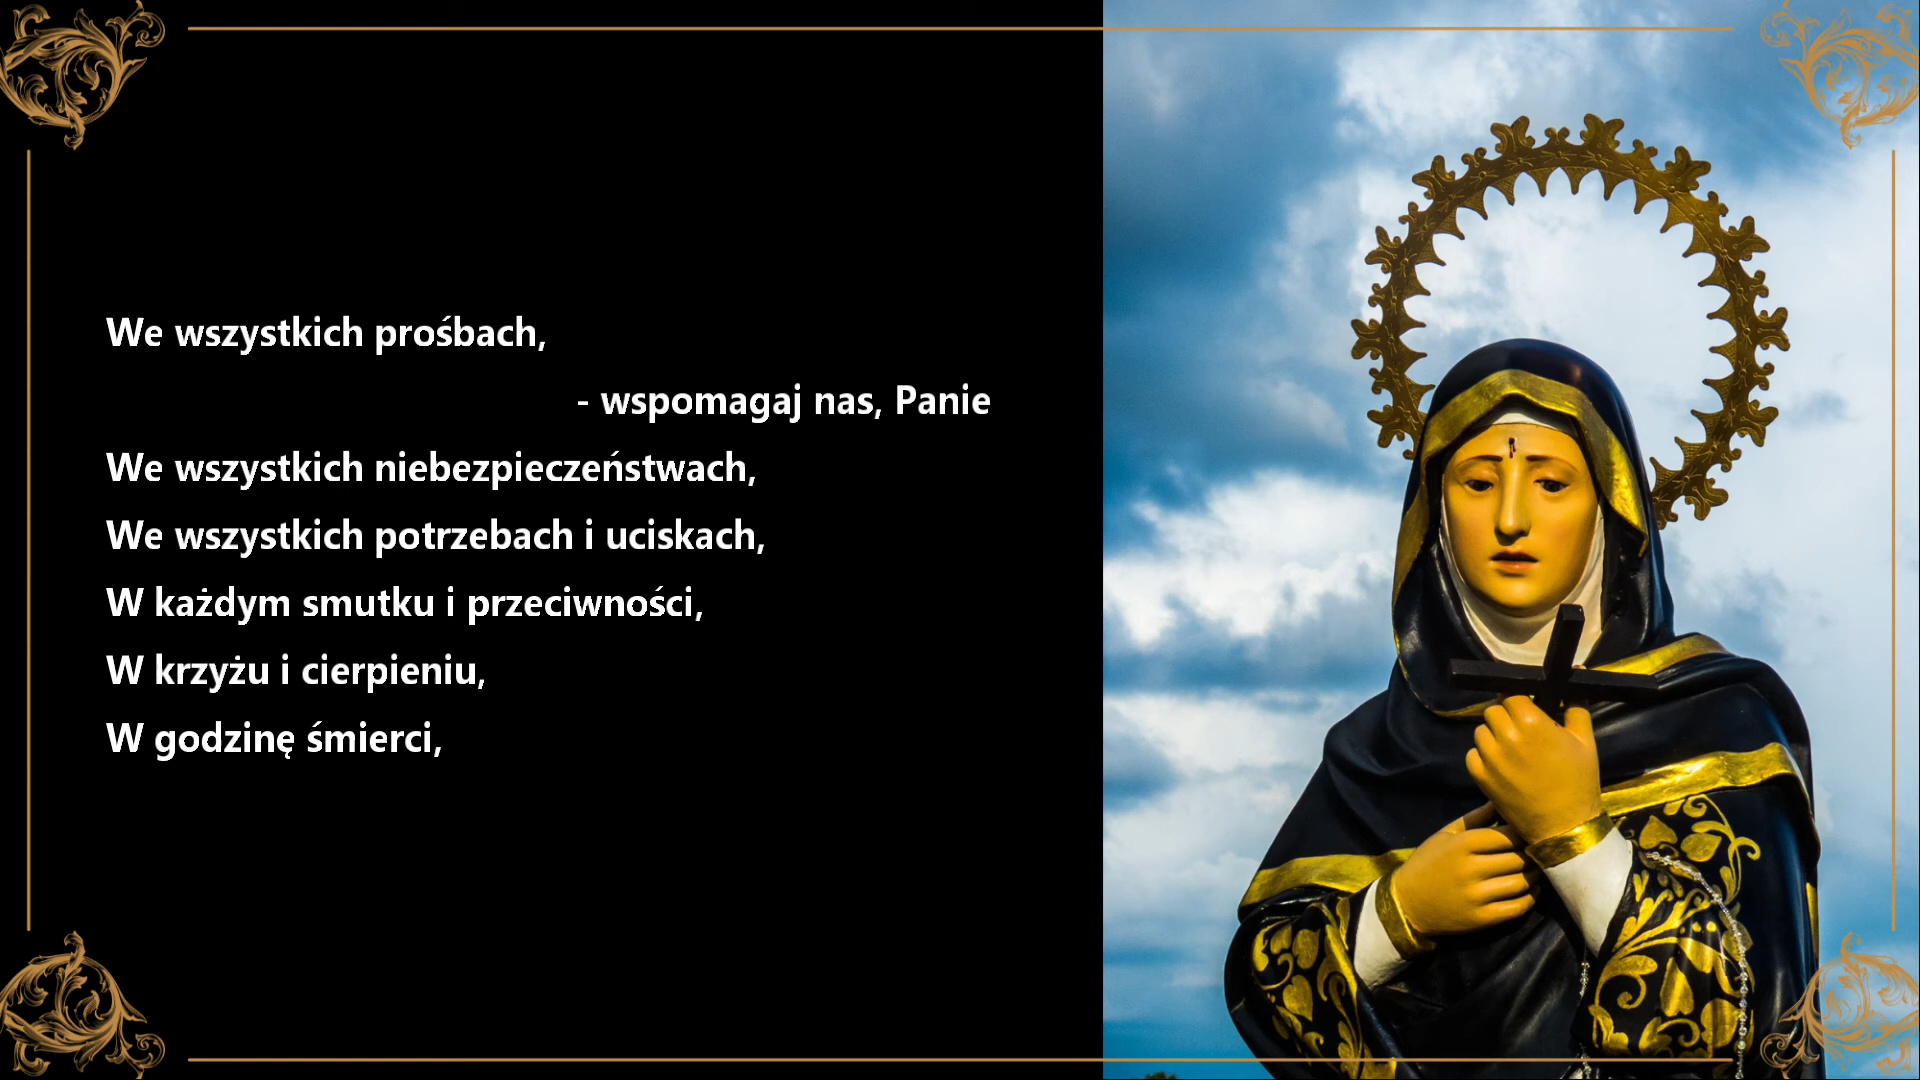 We wszystkich prośbach,
- wspomagaj nas, Panie
We wszystkich niebezpieczeństwach,
We wszystkich potrzebach i uciskach,
W każdym smutku i przeciwności,
W krzyżu i cierpieniu,
W godzinę śmierci,